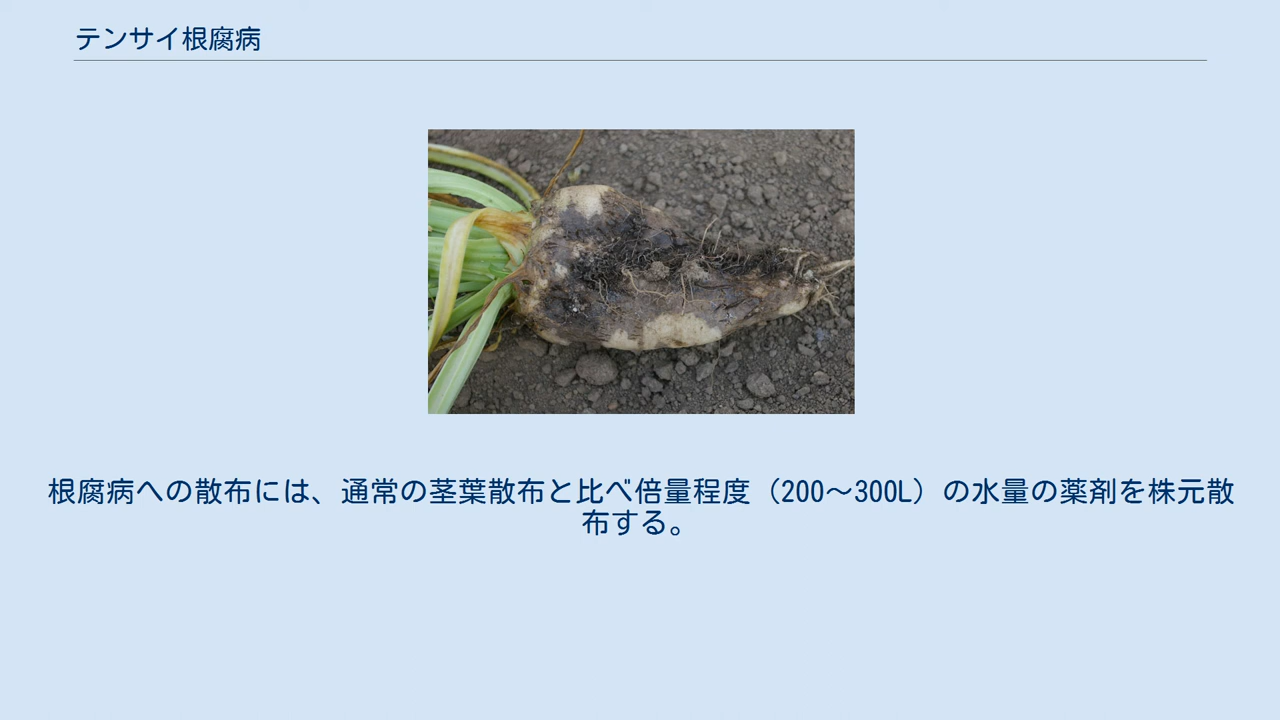 テンサイ根腐病
根腐病への散布には、通常の茎葉散布と比べ倍量程度（200～300L）の水量の薬剤を株元散
布する。